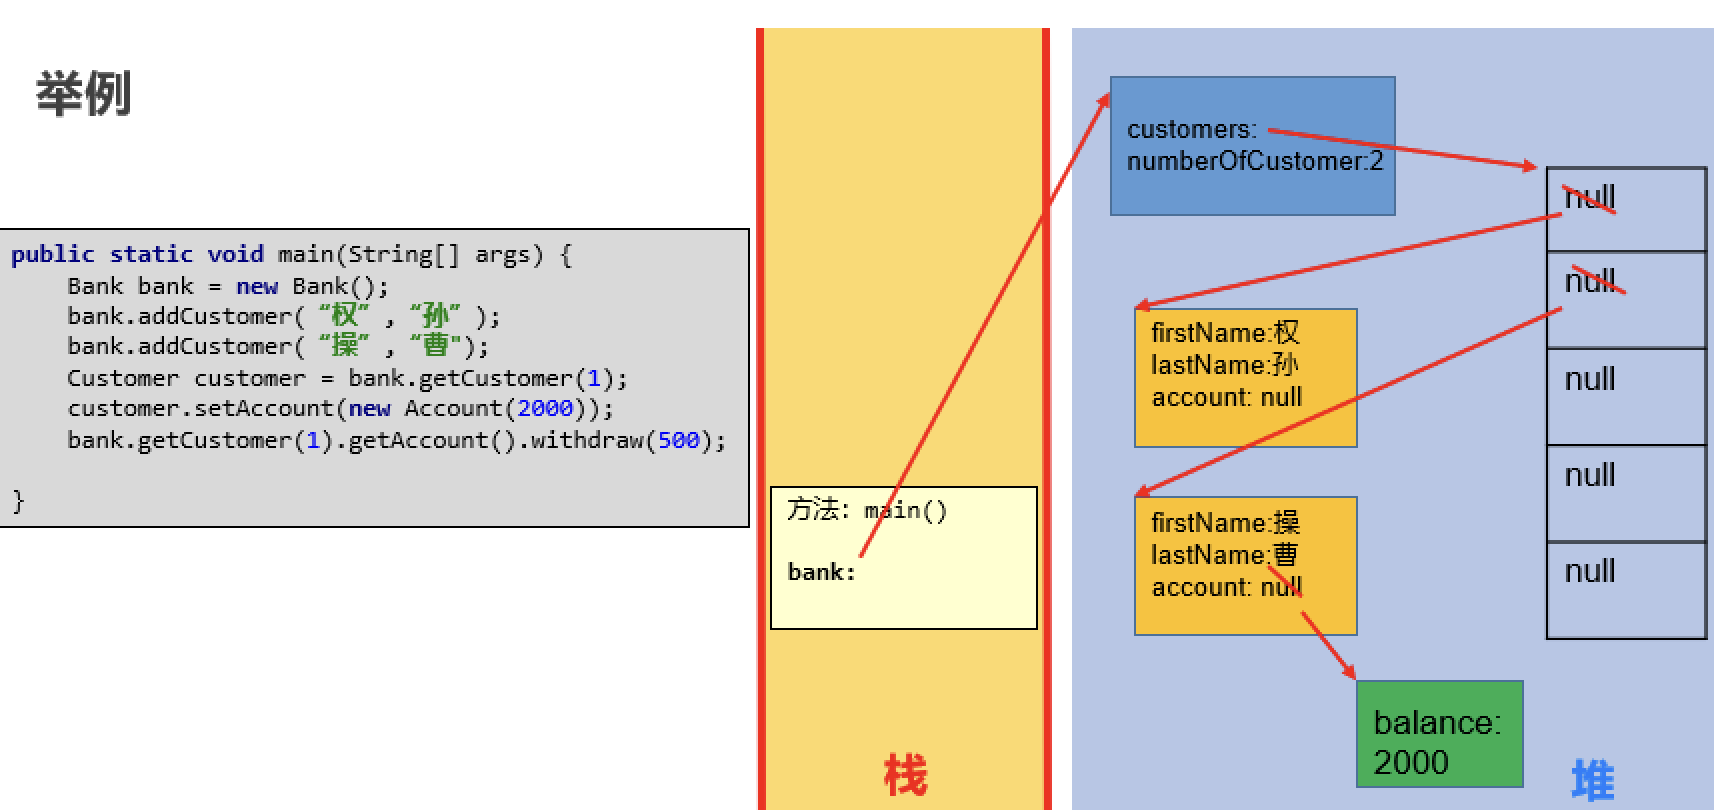 举例
public static void main(String[] args) {
    Bank bank = new Bank();
    bank.addCustomer( “权” , “孙” );
    bank.addCustomer( “操” , “曹");
    Customer customer = bank.getCustomer(1);
    customer.setAccount(new Account(2000));
    bank.getCustomer(1).getAccount().withdraw(500);
}
方法: main()
bank:
栈
customers:
numberOfCustomer:2
null
null
null
null
null
firstName:权
lastName:孙
account: null
firstName:操
lastName:曹
account: null
balance:
2000
堆